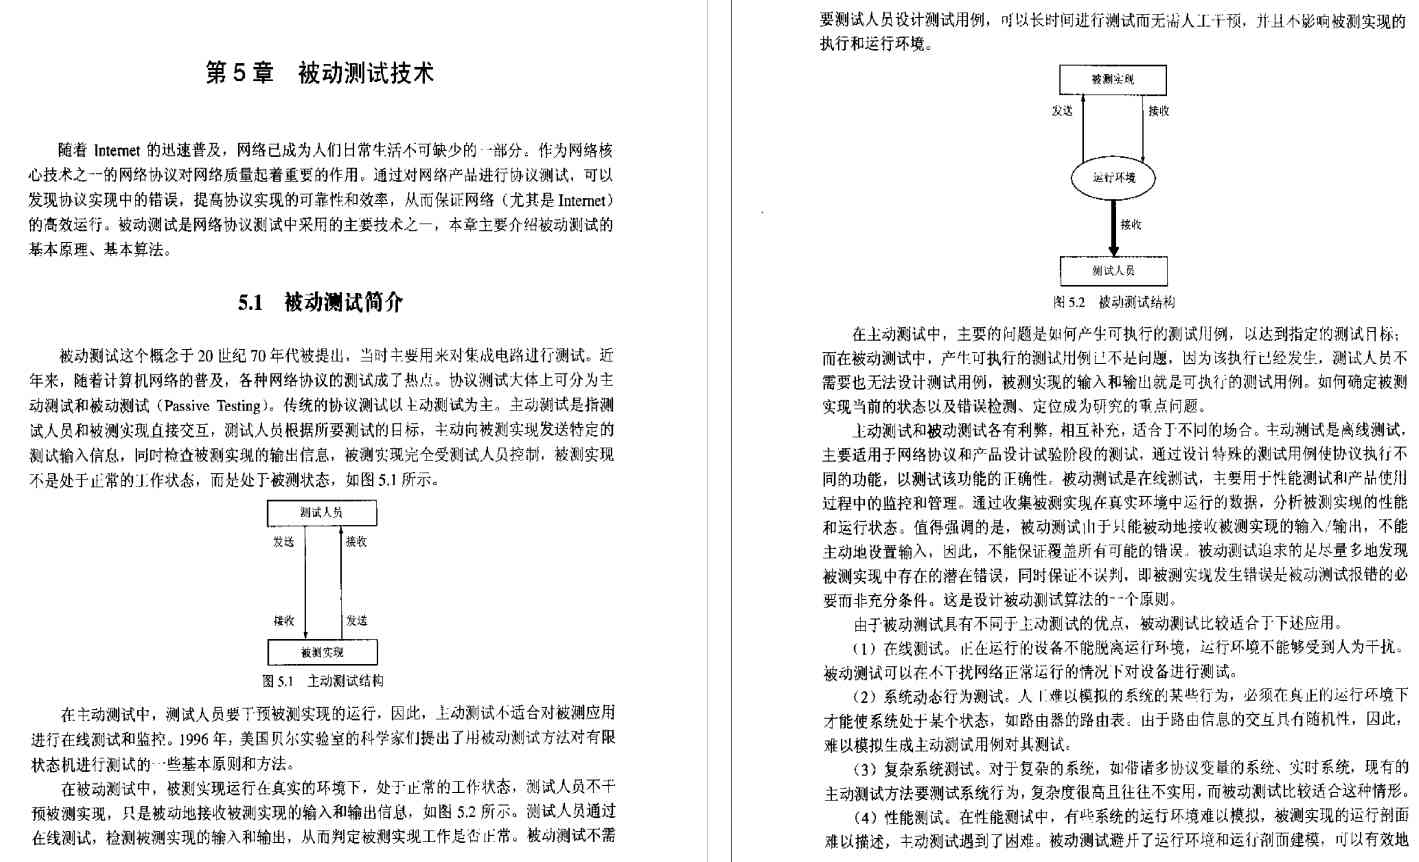 第 5 章 被动测试技术
随着 Internet 的迅速普及，网络已成为人们日常生活不可缺少的一部分。作为网络核
心技术之一的网络协议对网络质量起着重要的作用。通过对网络产品进行协议测试，可以
发现协议实现中的错误，提高协议实现的可靠性和效率，从而保证网络（尤其是 Internet）
的高效运行。被动测试是网络协议测试中采用的主要技术之一，本章主要介绍被动测试的
基本原理、基本算法。
5.1 被动测试简介
被动测试这个概念于 20 世纪 70 年代被提出，当时主要用来对集成电路进行测试。近
年来，随着计算机网络的普及，各种网络协议的测试成了热点。协议测试大体上可分为主
动测试和被动测试（Passive Testing）。传统的协议测试以主动测试为主。主动测试是指测
试人员和被测实现直接交互，测试人员根据所要测试的目标，主动向被测实现发送特定的
测试输入信息，同时检查被测实现的输出信息，被测实现完全受测试人员控制，被测实现
不是处于正常的工作状态，而是处于被测状态，如图 5.1 所示。
测试人员
发送 接收
接收 发送
被测实现
图 5.1 主动测试结构
在主动测试中，测试人员要干预被测实现的运行，因此，主动测试不适合对被测应用
进行在线测试和监控。1996 年，美国贝尔实验室的科学家们提出了用被动测试方法对有限
状态机进行测试的一些基本原则和方法。
在被动测试中，被测实现运行在真实的环境下，处于正常的工作状态，测试人员不干
预被测实现，只是被动地接收被测实现的输入和输出信息，如图 5.2 所示。测试人员通过
在线测试，检测被测实现的输入和输出，从而判定被测实现工作是否正常。被动测试不需
要测试人员设计测试用例，可以长时间进行测试而无需人工干预，并且不影响被测实现的
执行和运行环境。
被测实现
发送 接收
运行环境
接收
测试人员
图 5.2 被动测试结构
在主动测试中，主要的问题是如何产生可执行的测试用例，以达到指定的测试目标；
而在被动测试中，产生可执行的测试用例已不是问题，因为该执行已经发生，测试人员不
需要也无法设计测试用例，被测实现的输入和输出就是可执行的测试用例。如何确定被测
实现当前的状态以及错误检测、定位成为研究的重点问题。
主动测试和被动测试各有利弊，相互补充，适合于不同的场合。主动测试是离线测试，
主要适用于网络协议和产品设计试验阶段的测试，通过设计特殊的测试用例使协议执行不
同的功能，以测试该功能的正确性。被动测试是在线测试，主要用于性能测试和产品使用
过程中的监控和管理。通过收集被测实现在真实环境中运行的数据，分析被测实现的性能
和运行状态。值得强调的是，被动测试由于只能被动地接收被测实现的输入/输出，不能
主动地设置输入，因此，不能保证覆盖所有可能的错误。被动测试追求的是尽量多地发现
被测实现中存在的潜在错误，同时保证不误判，即被测实现发生错误是被动测试报错的必
要而非充分条件。这是设计被动测试算法的一个原则。
由于被动测试具有不同于主动测试的优点，被动测试比较适合于下述应用。
（1）在线测试。正在运行的设备不能脱离运行环境，运行环境不能够受到人为干扰。
被动测试可以在不干扰网络正常运行的情况下对设备进行测试。
（2）系统动态行为测试。人工难以模拟的系统的某些行为，必须在真正的运行环境下
才能使系统处于某个状态，如路由器的路由表。由于路由信息的交互具有随机性，因此，
难以模拟生成主动测试用例对其测试。
（3）复杂系统测试。对于复杂的系统，如带诸多协议变量的系统、实时系统，现有的
主动测试方法要测试系统行为，复杂度很高且往往不实用，而被动测试比较适合这种情形。
（4）性能测试。在性能测试中，有些系统的运行环境难以模拟，被测实现的运行剖面
难以描述，主动测试遇到了困难。被动测试避开了运行环境和运行剖面建模，可以有效地